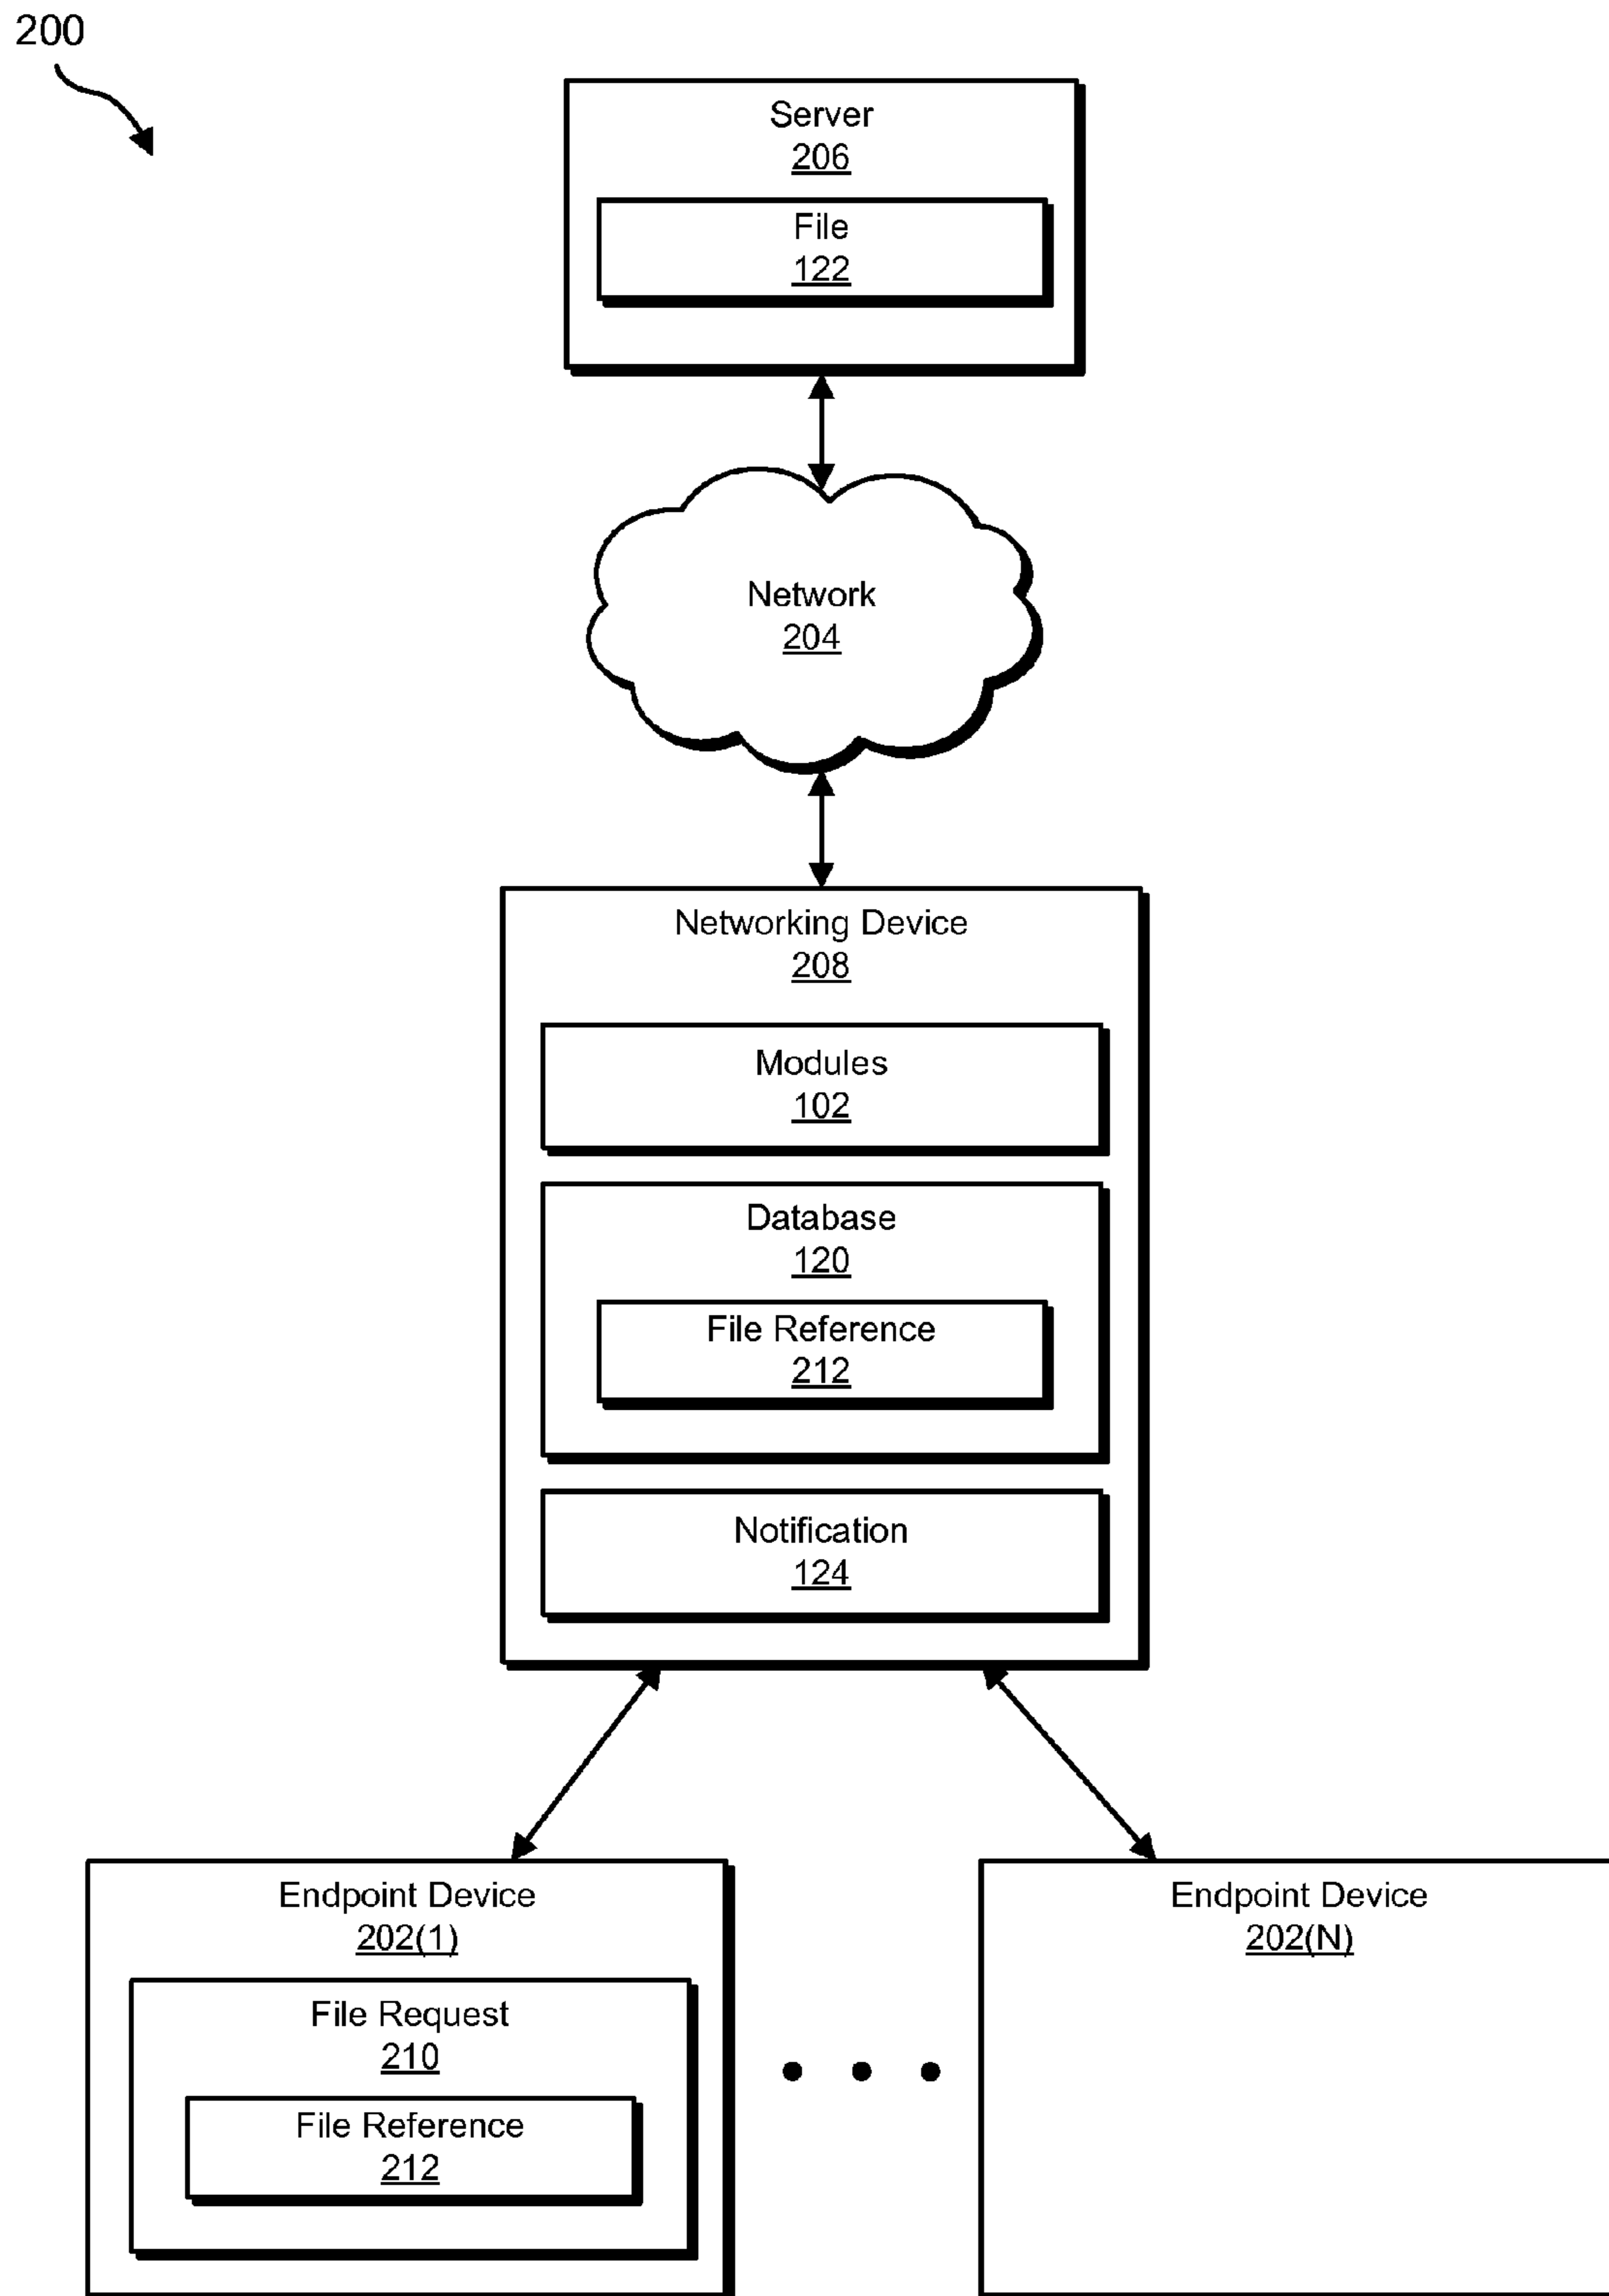 200
Server
206
File
122
Network
204
Networking Device
208
Modules
102
Database
120
File Reference
212
Notification
124
Endpoint Device
202(1)
File Request
210
File Reference
212
Endpoint Device
202(N)